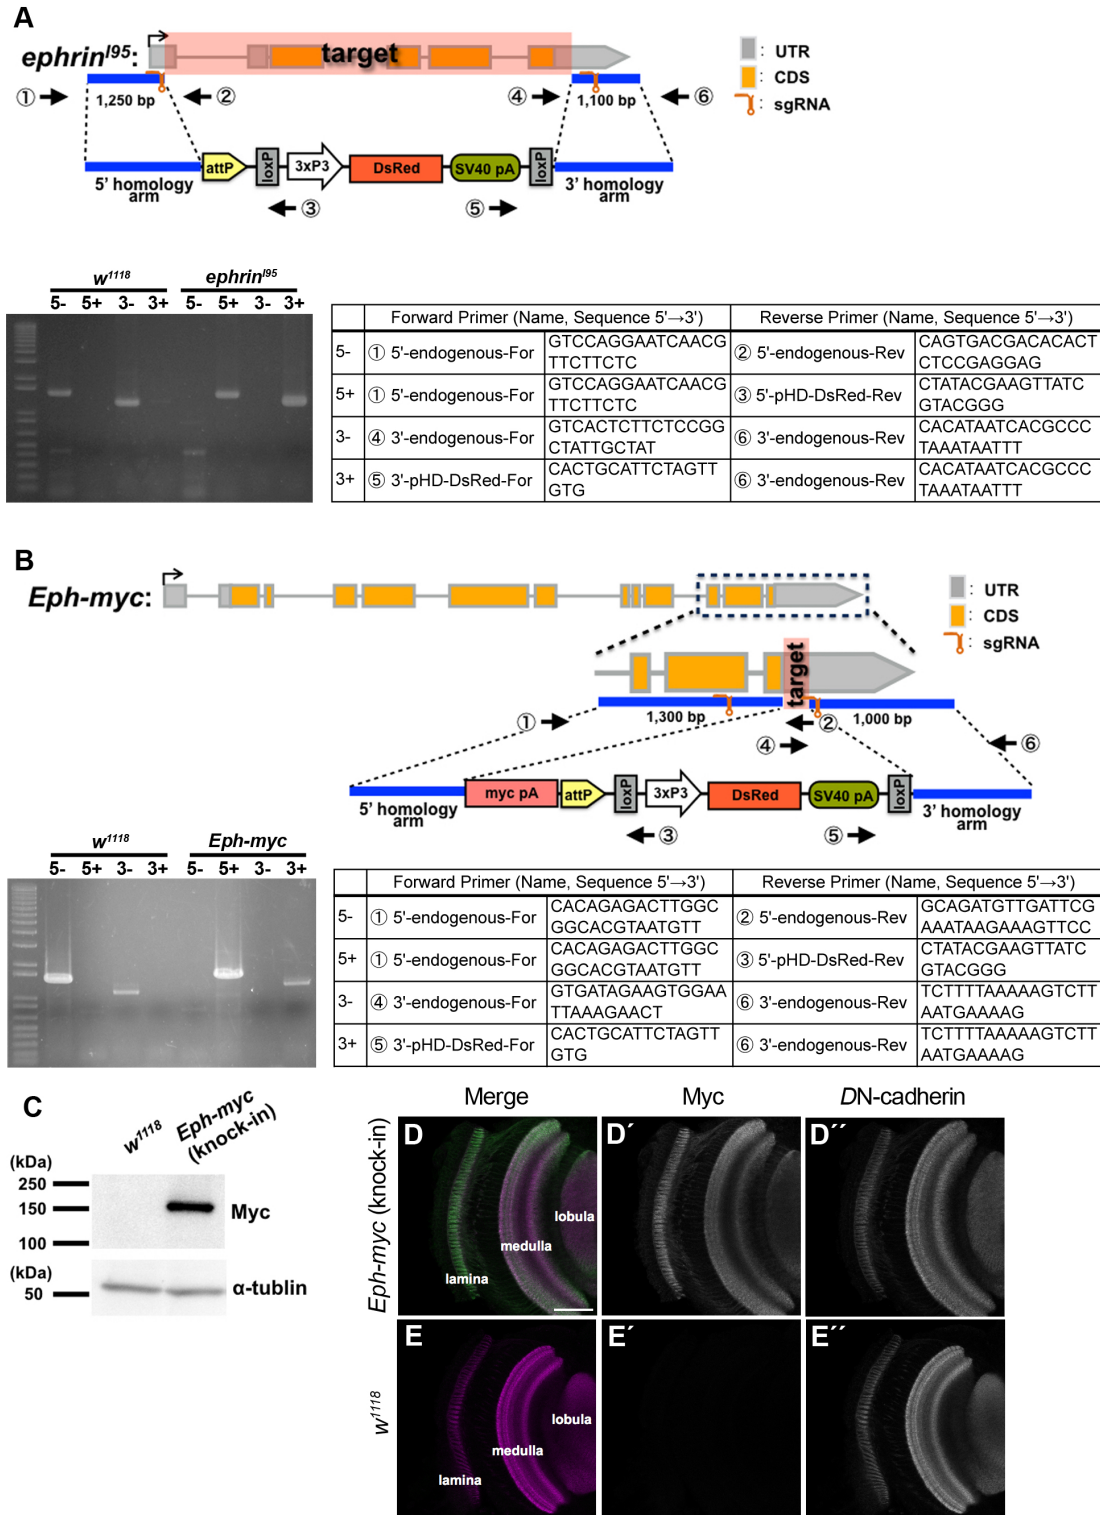 A
ephrinI95:
target
: UTR
: CDS
: sgRNA
① 1,250 bp ② ④ 1,100 bp ⑥
attP loxP 3xP3 DsRed SV40 pA loxP
5’ homology arm
3’ homology arm
③ ⑤
w1118 ephrinI95
5- 5+ 3- 3+ 5- 5+ 3- 3+
Forward Primer (Name, Sequence 5'→3') Reverse Primer (Name, Sequence 5'→3')
5- ① 5'-endogenous-For GTCCAGGAATCAACG TTCTTCTC ② 5'-endogenous-Rev CAGTGACGACACACT CTCCGAGGAG
5+ ① 5'-endogenous-For GTCCAGGAATCAACG TTCTTCTC ③ 5'-pHD-DsRed-Rev CTATACGAAGTTATC GTACGGG
3- ④ 3'-endogenous-For GTCACTCTTCTCCGG CTATTGCTAT ⑥ 3'-endogenous-Rev CACATAATCACGCCC TAAATAATTT
3+ ⑤ 3'-pHD-DsRed-For CACTGCATTCTAGTT GTG ⑥ 3'-endogenous-Rev CACATAATCACGCCC TAAATAATTT
B
Eph-myc:
: UTR
: CDS
: sgRNA
target
① 1,300 bp ② 1,000 bp
④ ⑥
myc pA attP loxP 3xP3 DsRed SV40 pA loxP
5’ homology arm
3’ homology arm
③ ⑤
w1118 Eph-myc
5- 5+ 3- 3+ 5- 5+ 3- 3+
Forward Primer (Name, Sequence 5'→3') Reverse Primer (Name, Sequence 5'→3')
5- ① 5'-endogenous-For CACAGAGACTTGGC GGCACGTAATGTT ② 5'-endogenous-Rev GCAGATGTTGATTCG AAATAAGAAAGTTCC
5+ ① 5'-endogenous-For CACAGAGACTTGGC GGCACGTAATGTT ③ 5'-pHD-DsRed-Rev CTATACGAAGTTATC GTACGGG
3- ④ 3'-endogenous-For GTGATAGAAGTGGAA TTAAAGAACT ⑥ 3'-endogenous-Rev TCTTTTAAAAAGTCTT AATGAAAAG
3+ ⑤ 3'-pHD-DsRed-For CACTGCATTCTAGTT GTG ⑥ 3'-endogenous-Rev TCTTTTAAAAAGTCTT AATGAAAAG
C
w1118 Eph-myc (knock-in)
(kDa)
250
150
100
Myc
(kDa)
50
α-tublin
Merge Myc DN-cadherin
Eph-myc (knock-in)
D D´ D´´
lobula
medulla
lamina
w1118
E E´ E´´
lobula
medulla
lamina